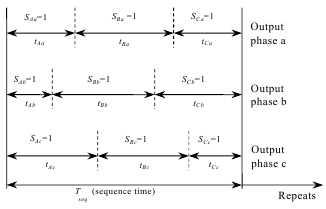 S_Aa=1 S_Ba=1 S_Ca=1
t_Aa t_Ba t_Ca
Output
phase a
S_Ab=1 S_Bb=1 S_Cb=1
t_Ab t_Bb t_Cb
Output
phase b
S_Ac=1 S_Bc=1 S_Cc=1
t_Ac t_Bc t_Cc
Output
phase c
T_seq (sequence time)
Repeats